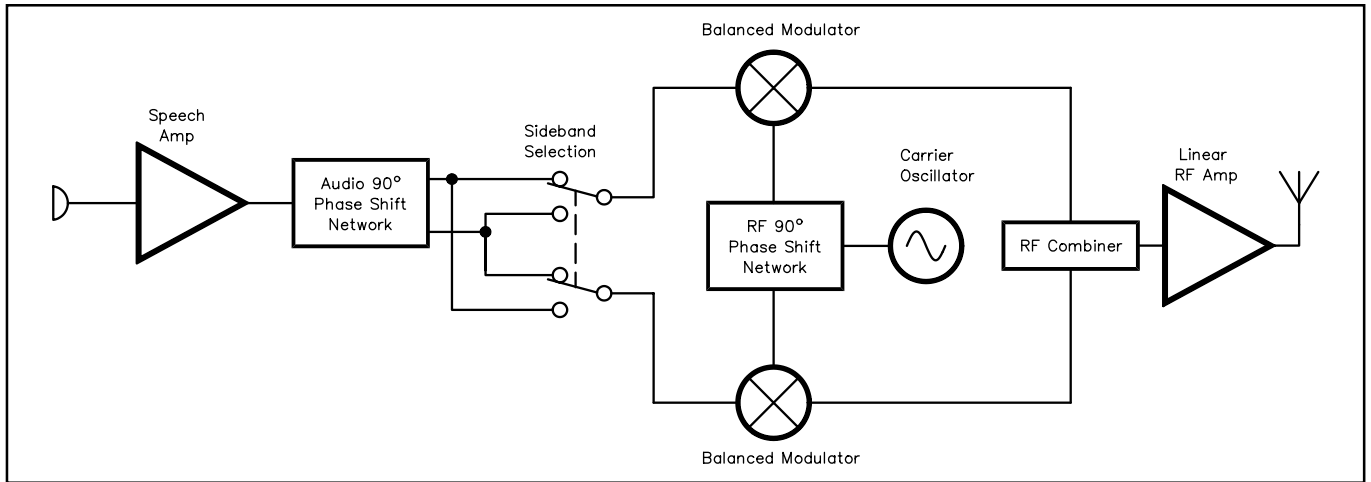 Balanced Modulator
Speech
Amp
Sideband
Selection
Carrier
Oscillator
Linear
RF Amp
Audio 90°
Phase Shift
Network
RF 90°
Phase Shift
Network
RF Combiner
Balanced Modulator